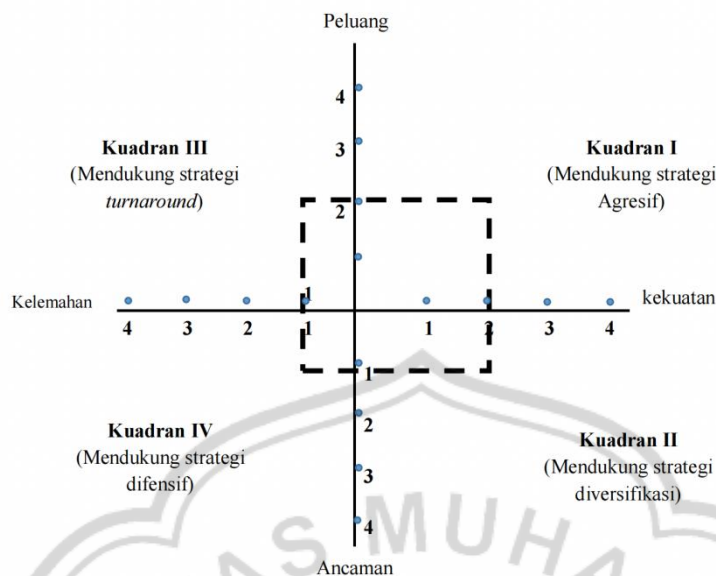 Peluang
4
Kuadran III
(Mendukung strategi
turnaround)
3
Kuadran I
(Mendukung strategi
Agresif)
2
Kelemahan
1
kekuatan
4 3 2 1 1 2 3 4
1
Kuadran IV
(Mendukung strategi
difensif)
2
Kuadran II
(Mendukung strategi
diversifikasi)
3
4
AS MUHA
Ancaman